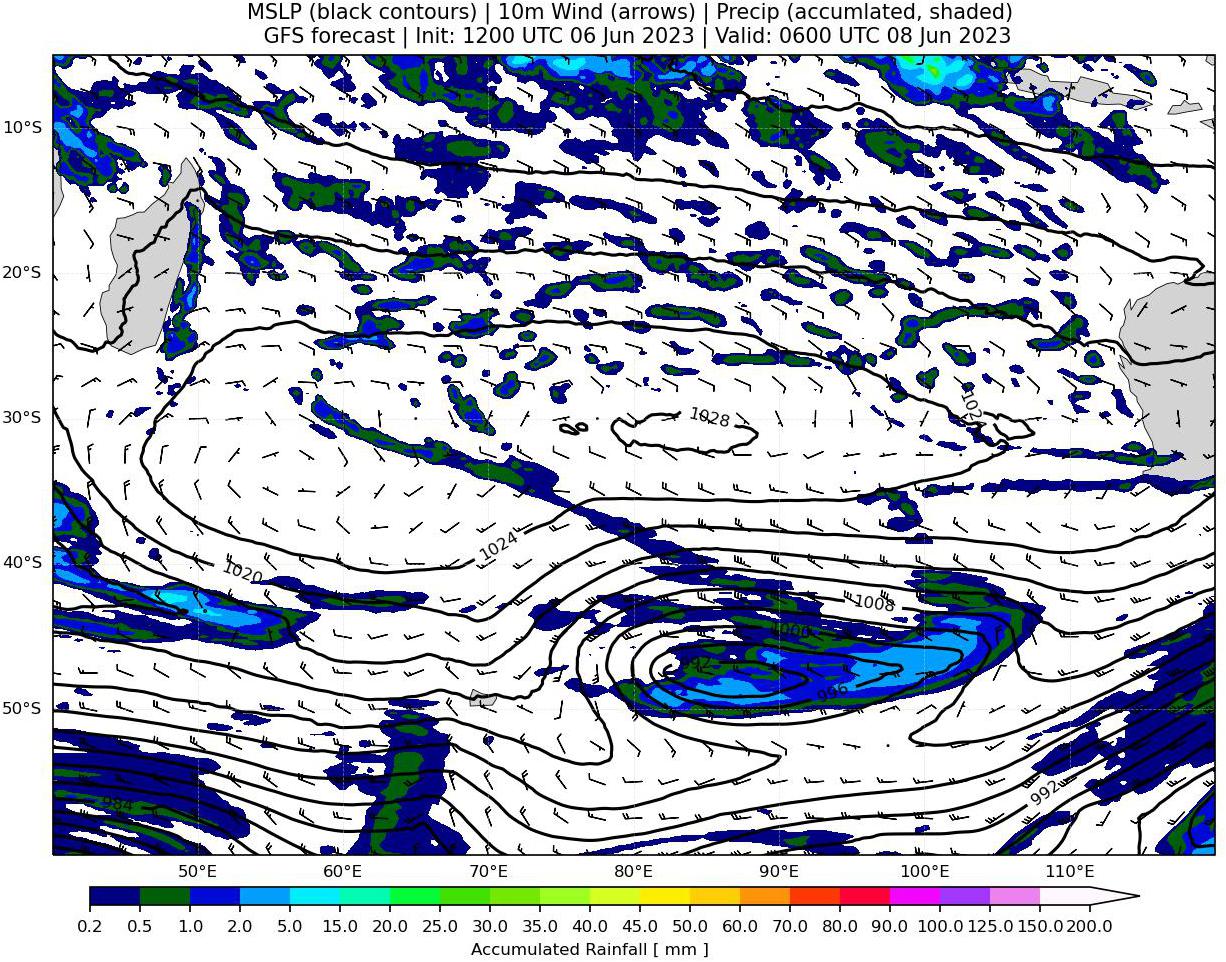 MSLP (black contours) | 10m Wind (arrows) | Precip (accumlated, shaded)
GFS forecast | Init: 1200 UTC 06 Jun 2023 | Valid: 0600 UTC 08 Jun 2023
10°S
20°S
30°S
40°S
50°S
1028
1024
1024
1020
1008
1000
992
996
992
984
50°E
60°E
70°E
80°E
90°E
100°E
110°E
0.2 0.5 1.0 2.0 5.0 10.0 15.0 20.0 25.0 30.0 35.0 40.0 45.0 50.0 60.0 70.0 80.0 90.0 100.0 125.0 150.0 200.0
Accumulated Rainfall [ mm ]